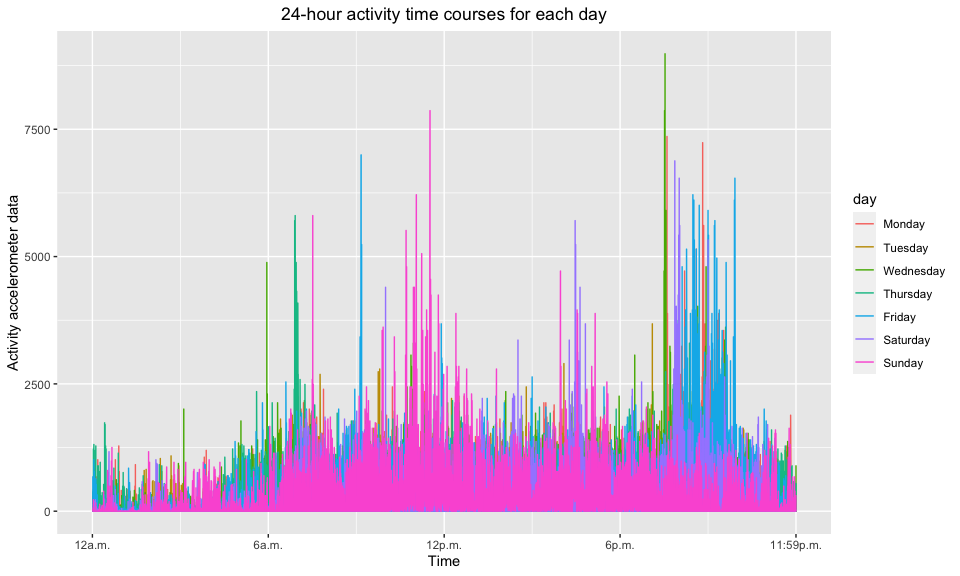 24-hour activity time courses for each day
Activity accelerometer data
7500
5000
2500
0
12a.m.
6a.m.
12p.m.
6p.m.
11:59p.m.
Time
day
Monday
Tuesday
Wednesday
Thursday
Friday
Saturday
Sunday